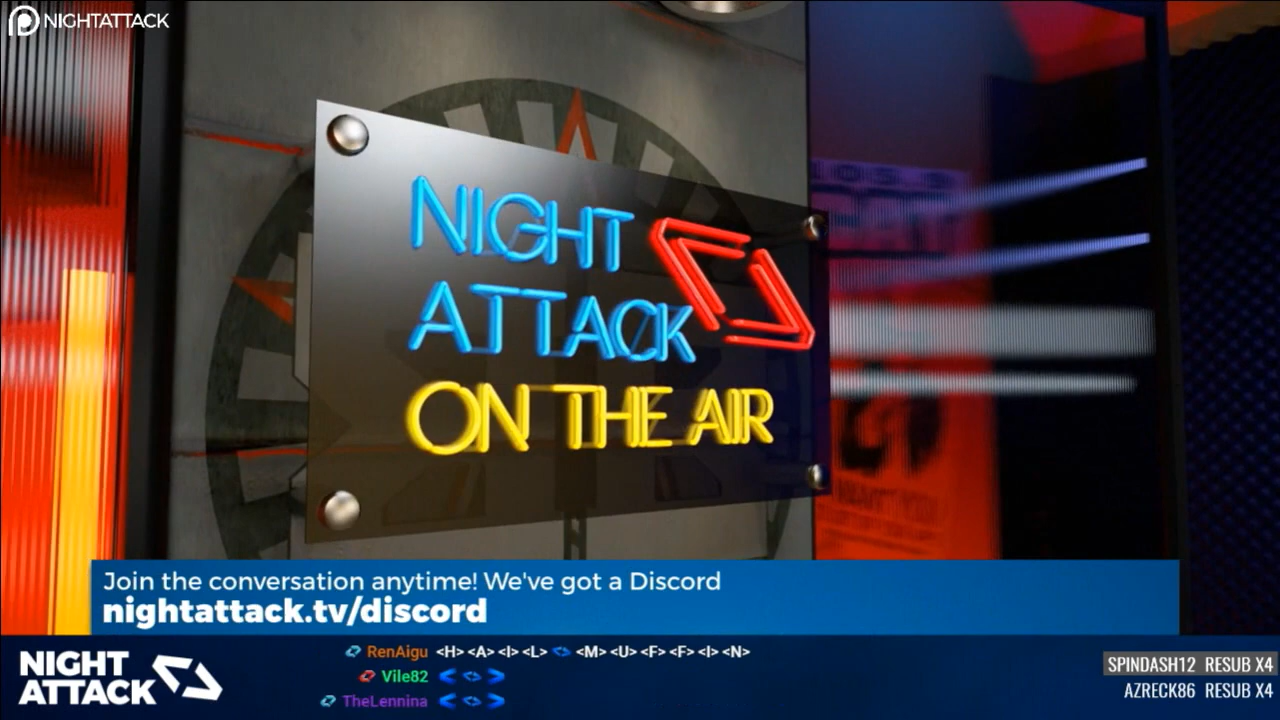 NIGHTATTACK
NIGHT
ATTACK
ON THE AIR
Join the conversation anytime! We've got a Discord
nightattack.tv/discord
NIGHT
ATTACK
RenAigu <H> <A> <I> <L> <M> <U> <F> <F> <I> <N>
Vile82
TheLennina
SPINDASH12 RESUB X4
AZRECK86 RESUB X4